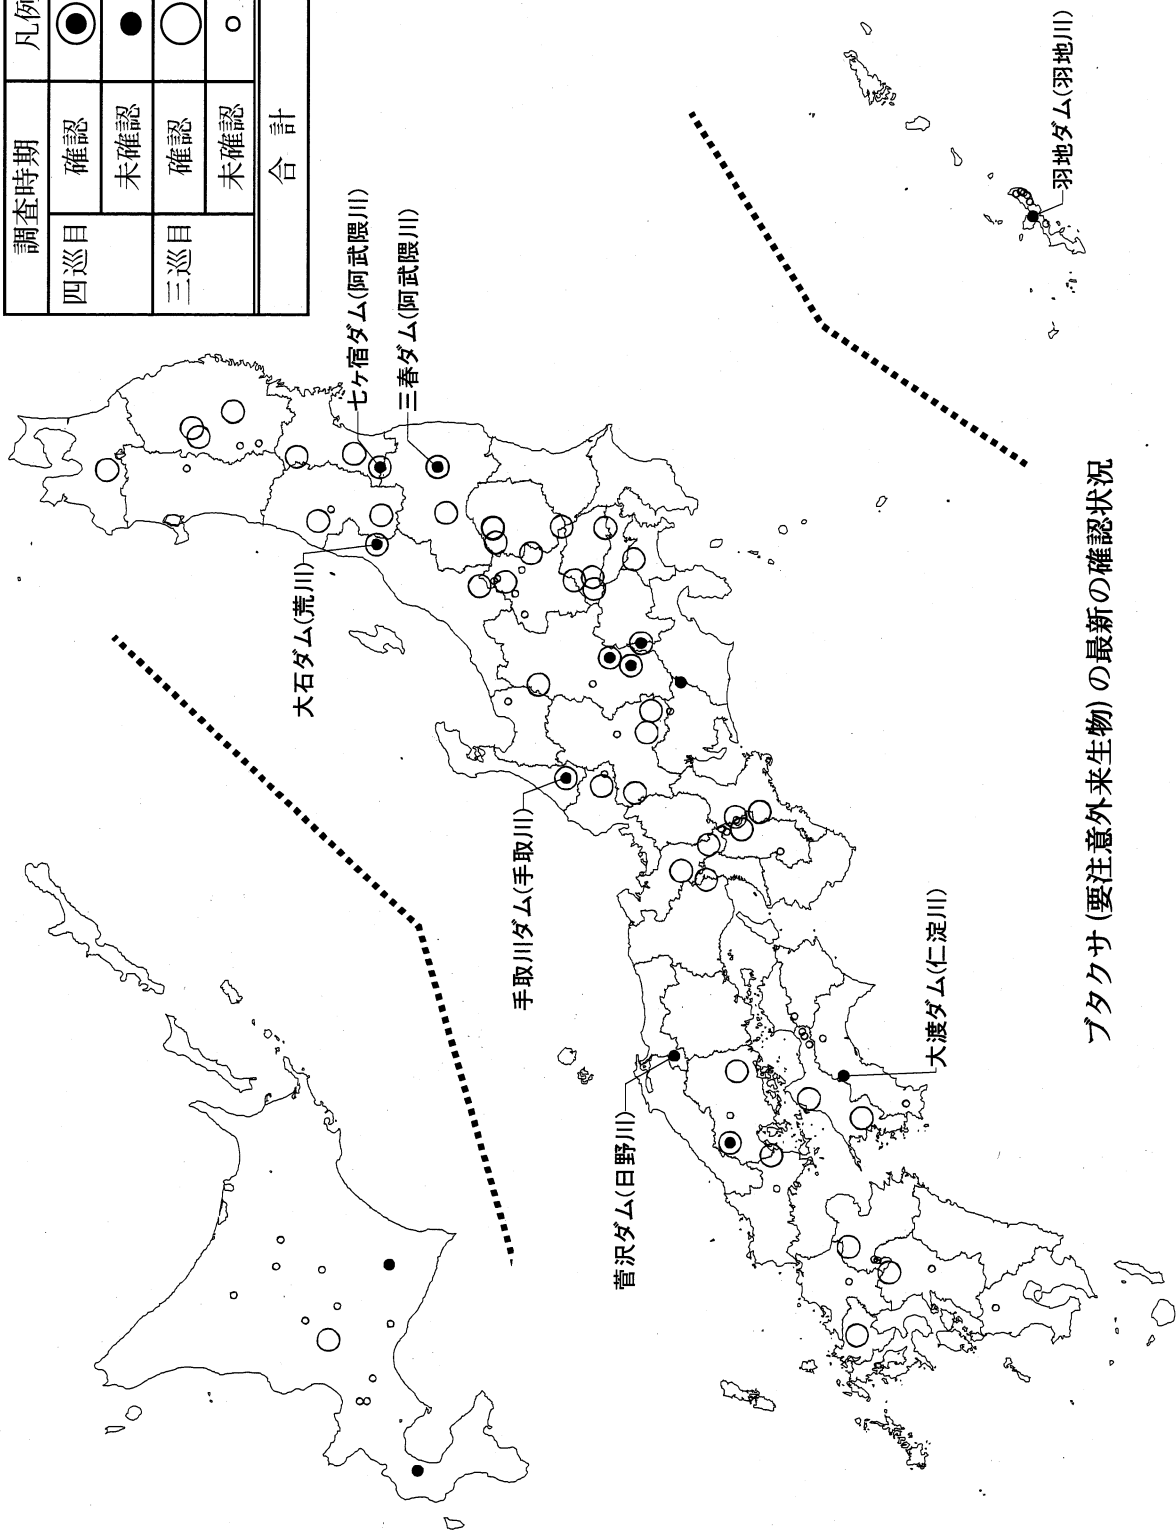 調査時期 凡例
四巡目 確認
未確認
三巡目 確認
未確認
合計
七ヶ宿ダム(阿武隈川)
三春ダム(阿武隈川)
大石ダム(荒川)
手取川ダム(手取川)
菅沢ダム(日野川)
大渡ダム(仁淀川)
羽地ダム(羽地川)
ブタクサ(要注意外来生物)の最新の確認状況